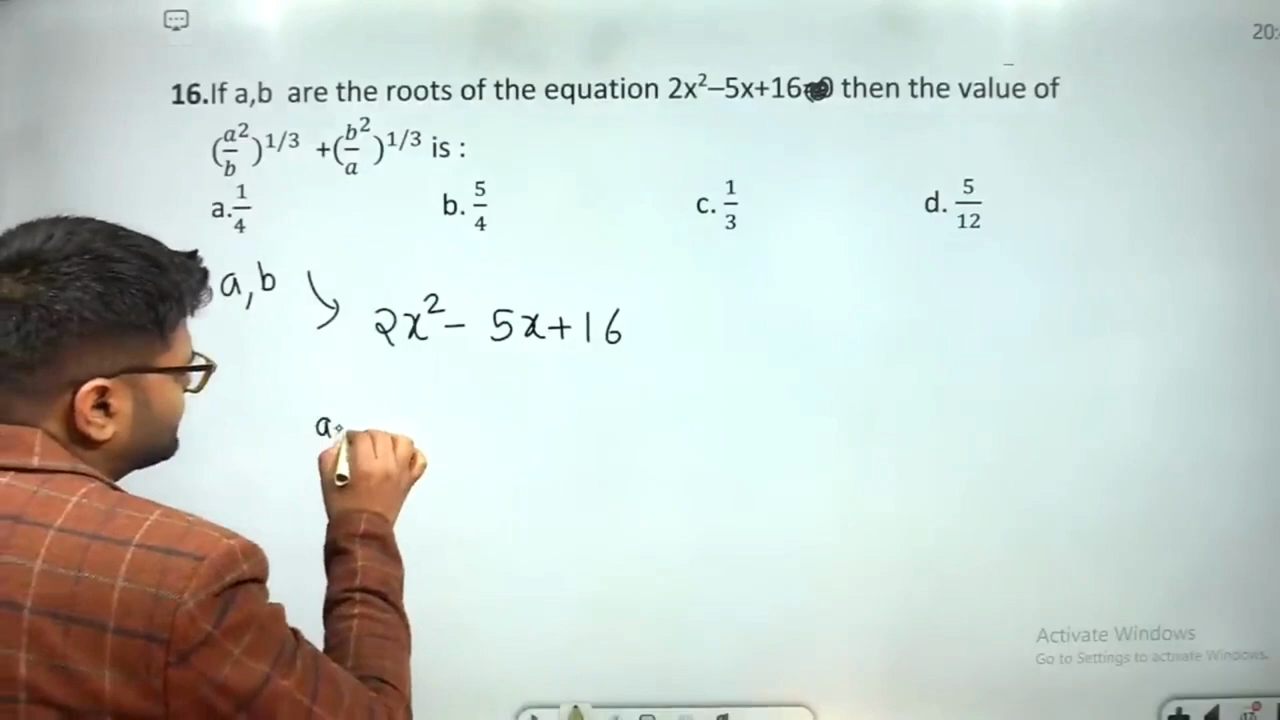 20:
16.If a,b are the roots of the equation 2x²–5x+16 then the value of
(a²/b)^1/3 +(b²/a)^1/3 is :
a. 1/4 b. 5/4 c. 1/3 d. 5/12
a,b
2x² - 5x+16
a
Activate Windows
Go to Settings to activate Windows.